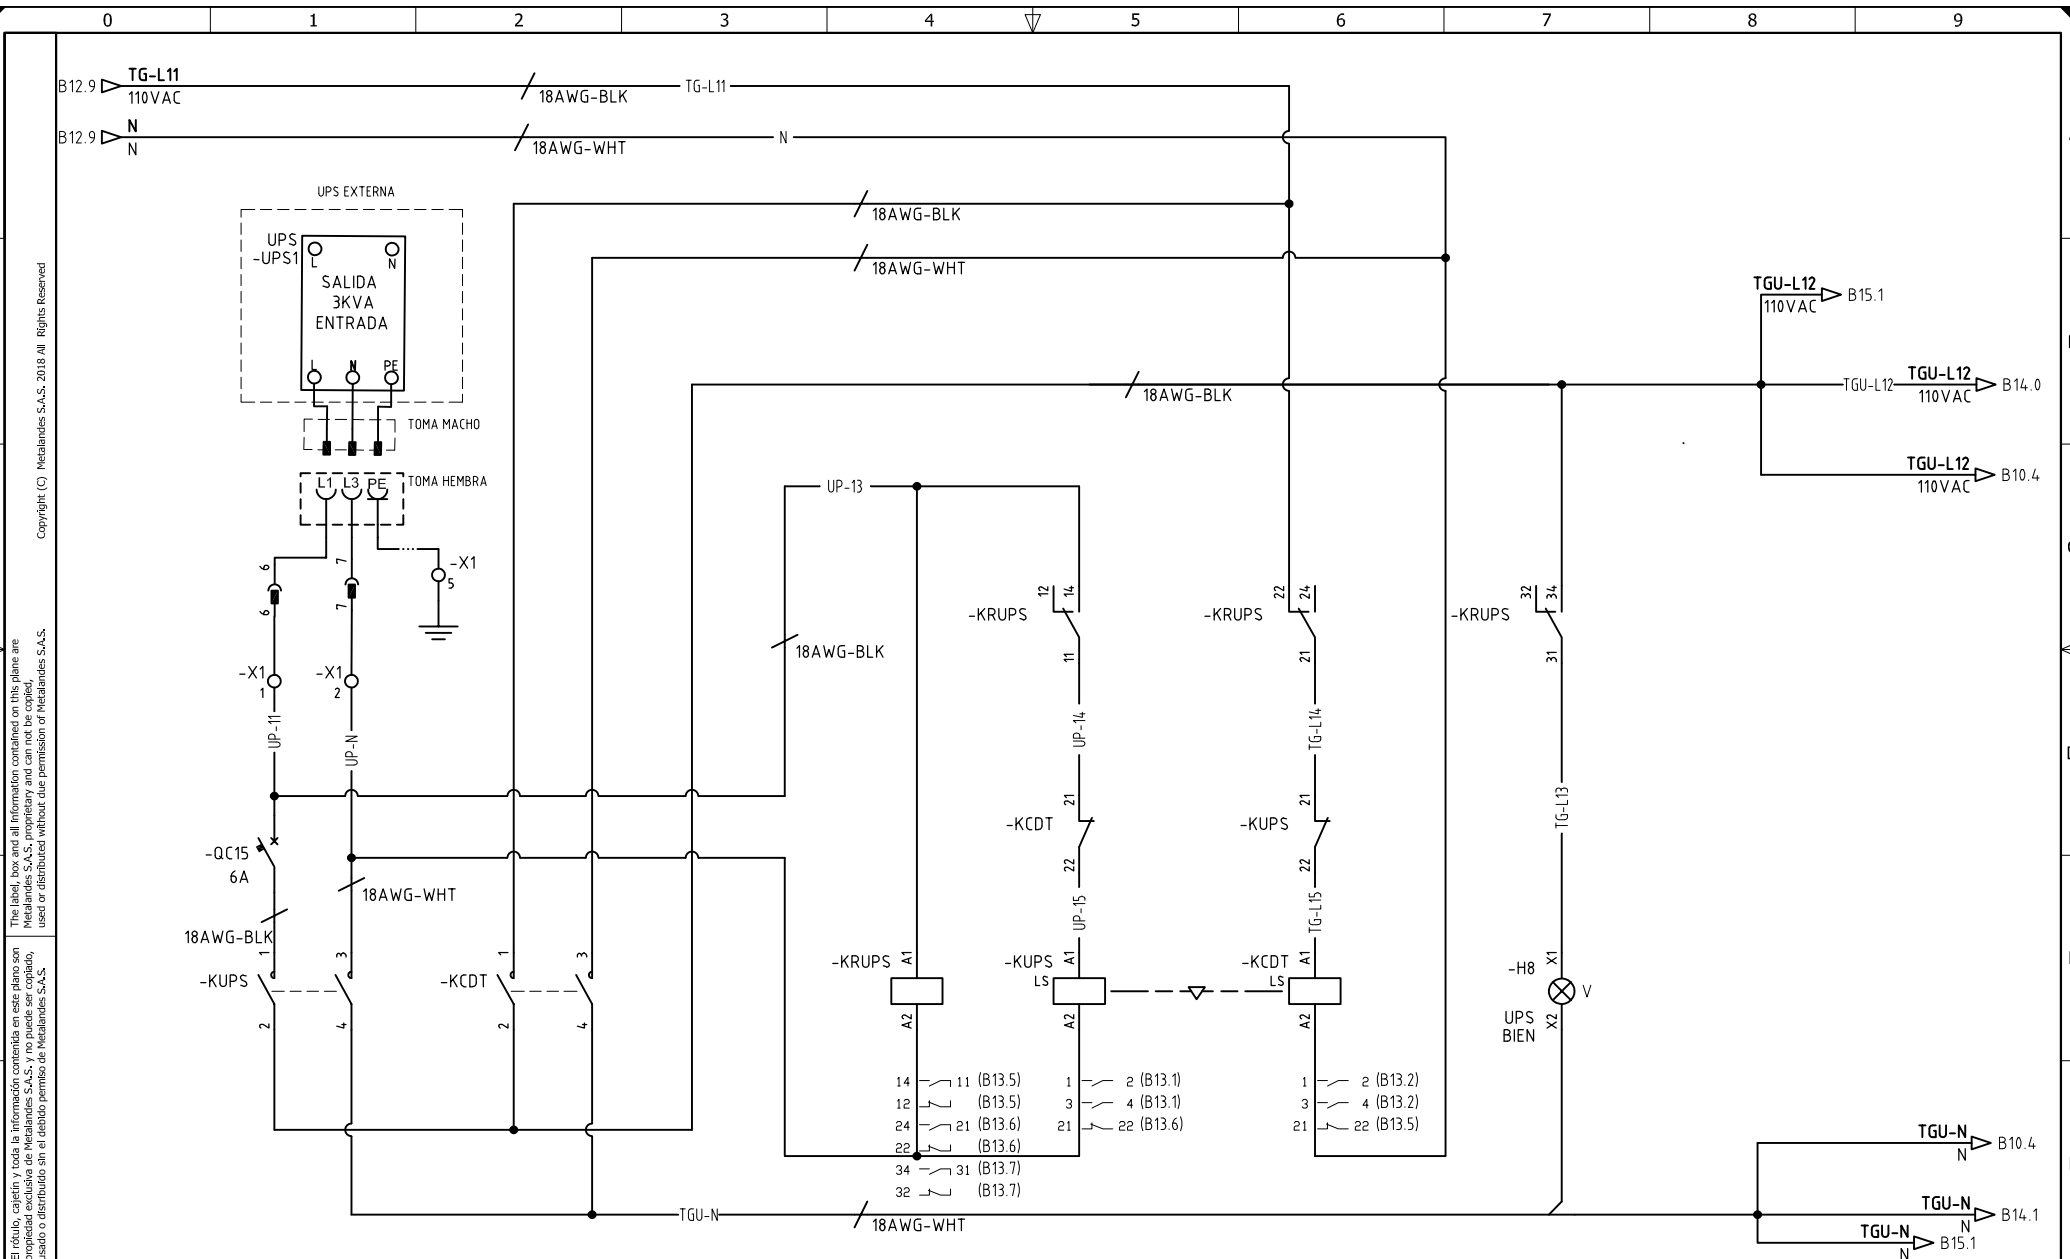 0 1 2 3 4 5 6 7 8 9
B12.9 TG-L11
110VAC
18AWG-BLK
TG-L11
B12.9 N
N
18AWG-WHT
N
UPS EXTERNA
18AWG-BLK
18AWG-WHT
UPS
-UPS1
L N
SALIDA
3KVA
ENTRADA
L N PE
TOMA MACHO
TOMA HEMBRA
L1 L3 PE
TGU-L12
110VAC
B15.1
18AWG-BLK
TGU-L12
TGU-L12
110VAC
B14.0
TGU-L12
110VAC
B10.4
UP-13
6 7
6 7
-X1
5
12 14
-KRUPS
11
22 24
-KRUPS
21
32 34
-KRUPS
31
18AWG-BLK
-X1
1
-X1
2
UP-11
UP-N
UP-14
TG-L14
TG-L13
21
-KCDT
22
21
-KUPS
22
-QC15
6A
18AWG-WHT
18AWG-BLK
UP-15
TG-L15
1 3
-KUPS
2 4
1 3
-KCDT
2 4
A1
-KRUPS
A2
A1
-KUPS
LS
A2
A1
-KCDT
LS
A2
X1
-H8
V
UPS
BIEN
X2
14 11 (B13.5)
12 (B13.5)
24 21 (B13.6)
22 (B13.6)
34 31 (B13.7)
32 (B13.7)
1 2 (B13.1)
3 4 (B13.1)
21 22 (B13.6)
1 2 (B13.2)
3 4 (B13.2)
21 22 (B13.5)
TGU-N
N
B10.4
TGU-N
18AWG-WHT
TGU-N
N
B14.1
TGU-N
N
B15.1
Copyright (C) Metalandes S.A.S. 2018 All Rights Reserved
The label, box and all information contained on this plane are
Metalandes S.A.S. proprietary and can not be copied,
used or distributed without due permission of Metalandes S.A.S.
El rótulo, cajetín y toda la información contenida en este plano son
propiedad exclusiva de Metalandes S.A.S. y no puede ser copiado,
usado o distribuido sin el debido permiso de Metalandes S.A.S.